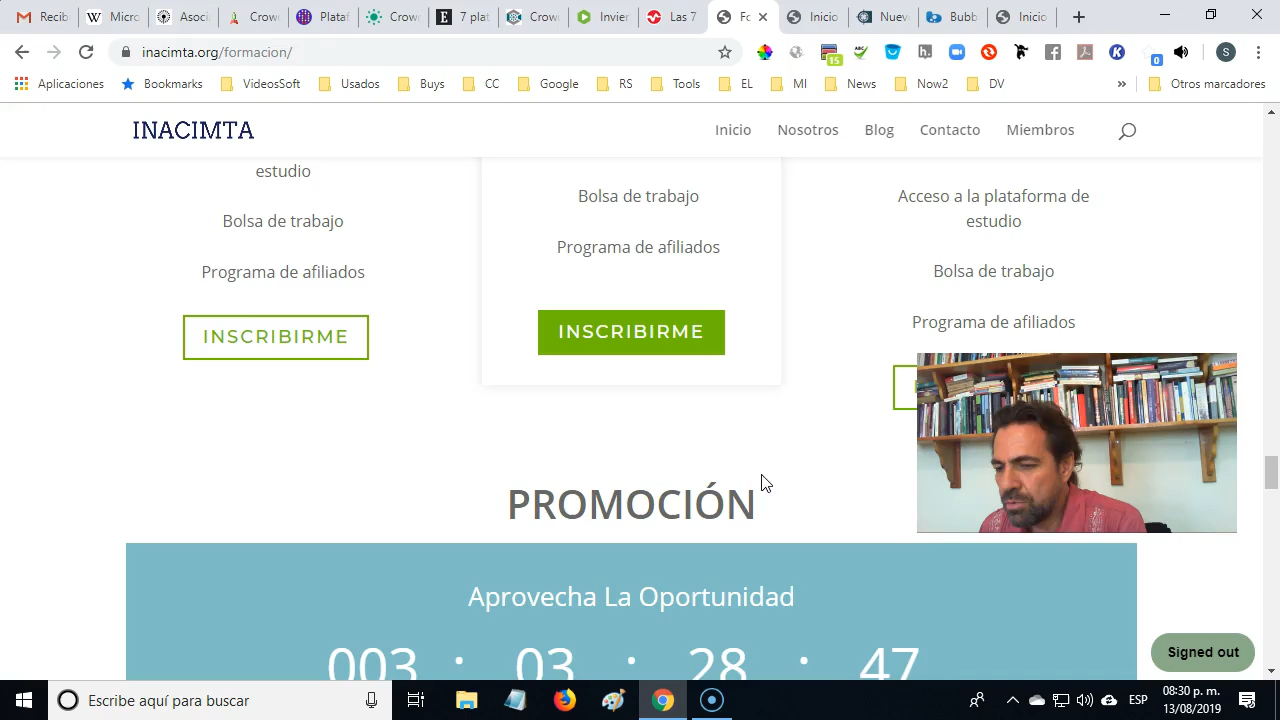 Recib
Micro
Asoci
Crow
Plataf
Crow
7 plat
Crow
Invier
Las 7
Fo
Inicio
Nuev
Bubb
Inicio
inacimta.org/formacion/
15
0
S
Aplicaciones
Bookmarks
VideosSoft
Usados
Buys
CC
Google
RS
Tools
EL
MI
News
Now2
DV
»
Otros marcadores
INACIMTA
Inicio
Nosotros
Blog
Contacto
Miembros
estudio
Bolsa de trabajo
Programa de afiliados
INSCRIBIRME
Bolsa de trabajo
Programa de afiliados
INSCRIBIRME
Acceso a la plataforma de
estudio
Bolsa de trabajo
Programa de afiliados
PROMOCIÓN
Aprovecha La Oportunidad
003 : 03 : 28 : 47
Signed out
Escribe aquí para buscar
ESP
08:30 p. m.
13/08/2019